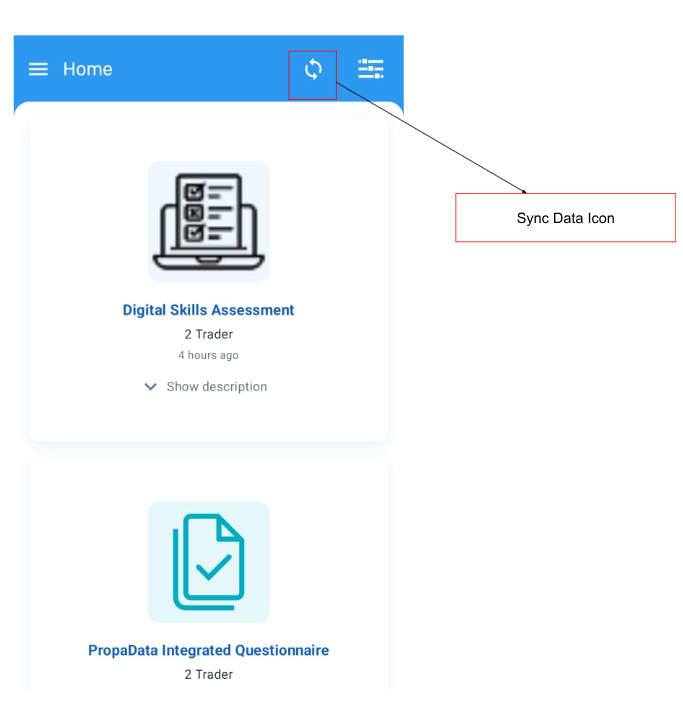 Home
Sync Data Icon
Digital Skills Assessment
2 Trader
4 hours ago
Show description
PropaData Integrated Questionnaire
2 Trader